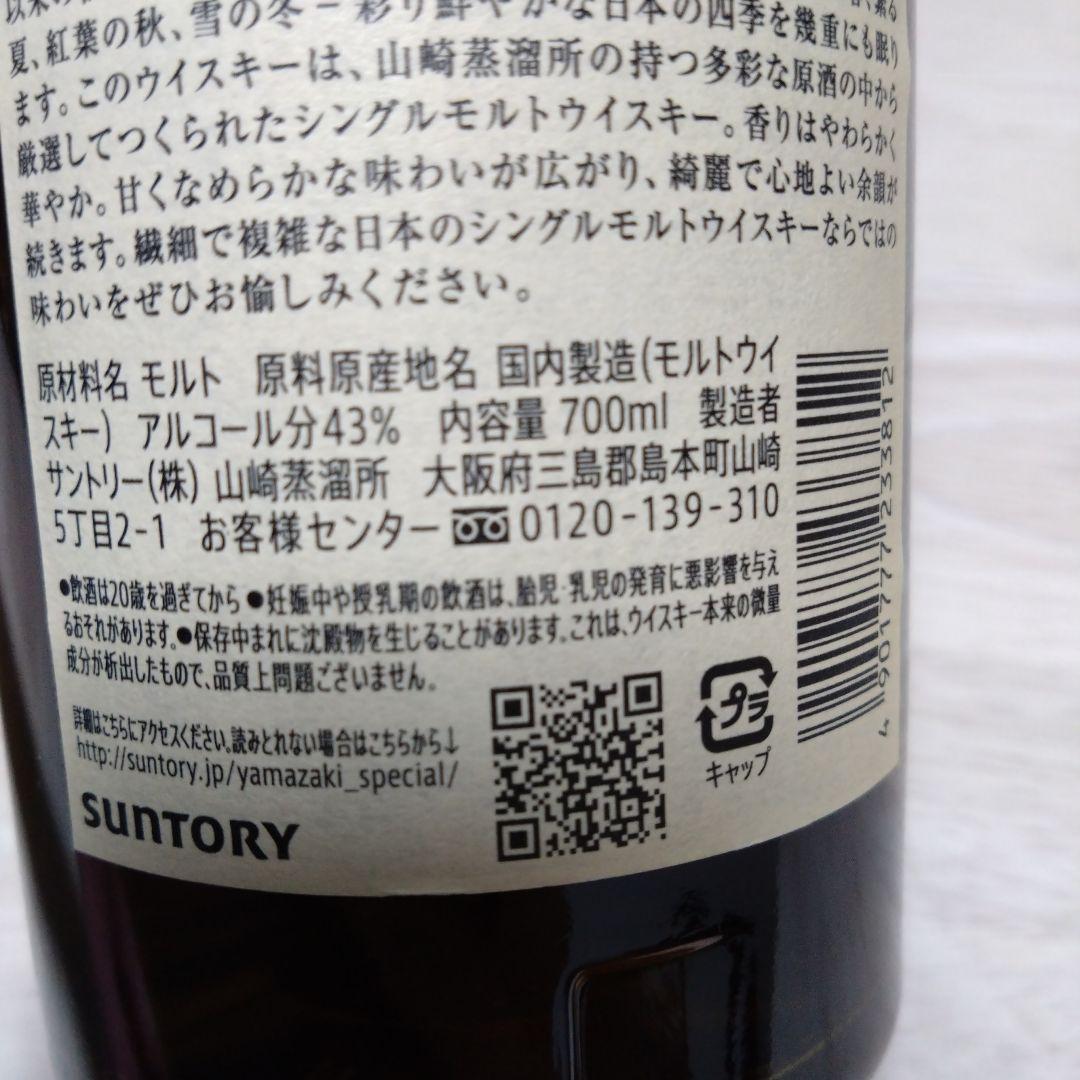 夏、紅葉の秋、雪の冬－彩り鮮やかな日本の四季を幾重にも眠り
ます。このウイスキーは、山崎蒸溜所の持つ多彩な原酒の中から
厳選してつくられたシングルモルトウイスキー。香りはやわらかく
華やか。甘くなめらかな味わいが広がり、綺麗で心地よい余韻が
続きます。繊細で複雑な日本のシングルモルトウイスキーならではの
味わいをぜひお愉しみください。
原材料名 モルト 原料原産地名 国内製造(モルトウイ
スキー) アルコール分43% 内容量 700ml 製造者
サントリー(株) 山崎蒸溜所 大阪府三島郡島本町山崎
5丁目2-1 お客様センター 0120-139-310
●飲酒は20歳を過ぎてから ●妊娠中や授乳期の飲酒は、胎児・乳児の発育に悪影響を与え
るおそれがあります。●保存中まれに沈殿物を生じることがあります。これは、ウイスキー本来の微量
成分が析出したもので、品質上問題ございません。
詳細はこちらにアクセスください。読みとれない場合はこちらから↓
http://suntory.jp/yamazaki_special/
SUNTORY
プラ
キャップ
4 901777 233812